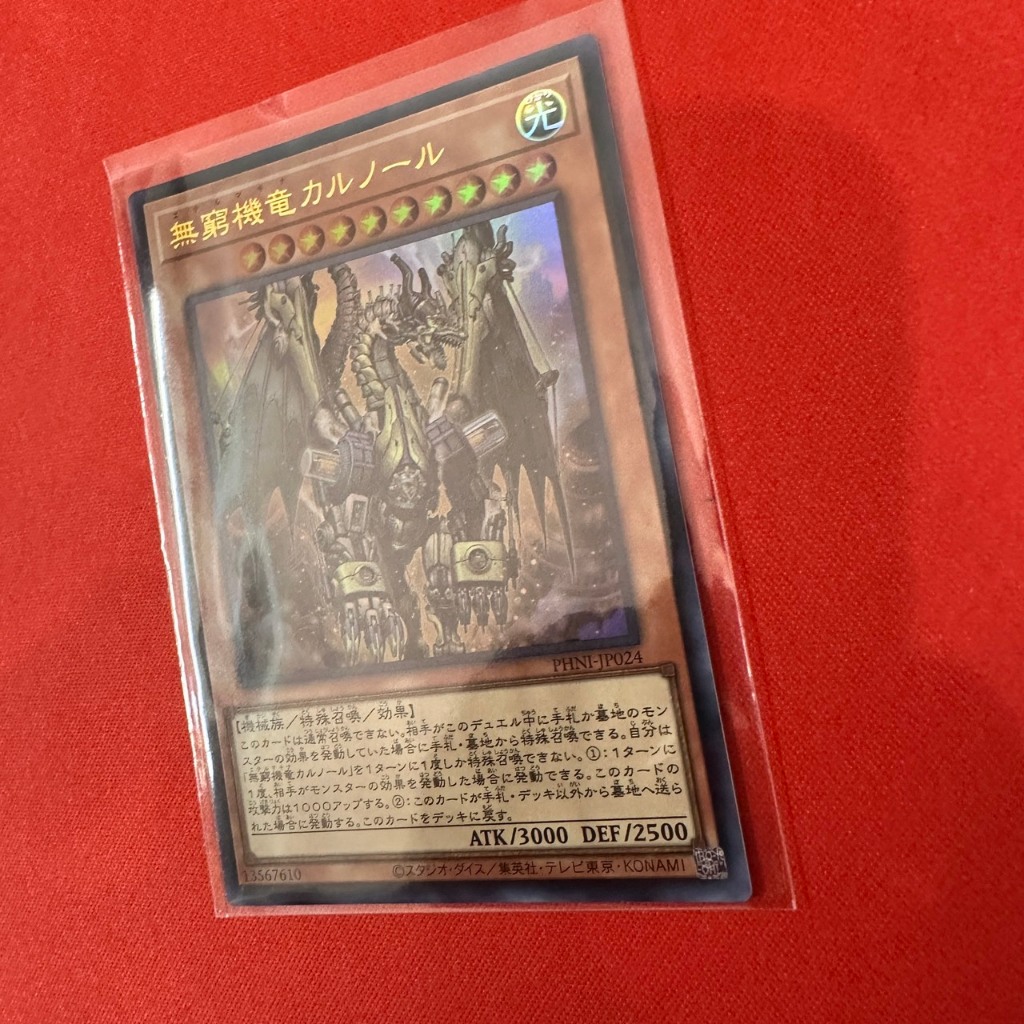 無窮機竜カルノール
光
PHNI-JP024
【機械族／特殊召喚／効果】
このカードは通常召喚できない。相手がこのデュエル中に手札か墓地のモン
スターの効果を発動していた場合に手札・墓地から特殊召喚できる。自分は
「無窮機竜カルノール」を1ターンに1度しか特殊召喚できない。①：1ターンに
1度、相手がモンスターの効果を発動した場合に発動できる。このカードの
攻撃力は1000アップする。②：このカードが手札・デッキ以外から墓地へ送ら
れた場合に発動する。このカードをデッキに戻す。
ATK/3000 DEF/2500
13567610
©スタジオ・ダイス／集英社・テレビ東京・KONAMI